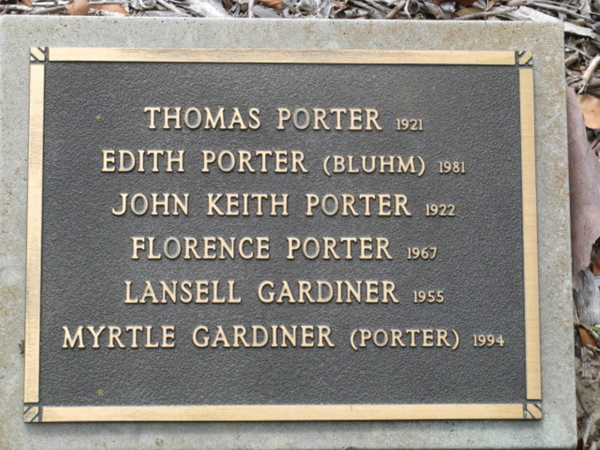 THOMAS PORTER 1921
EDITH PORTER (BLUHM) 1981
JOHN KEITH PORTER 1922
FLORENCE PORTER 1967
LANSELL GARDINER 1955
MYRTLE GARDINER (PORTER) 1994